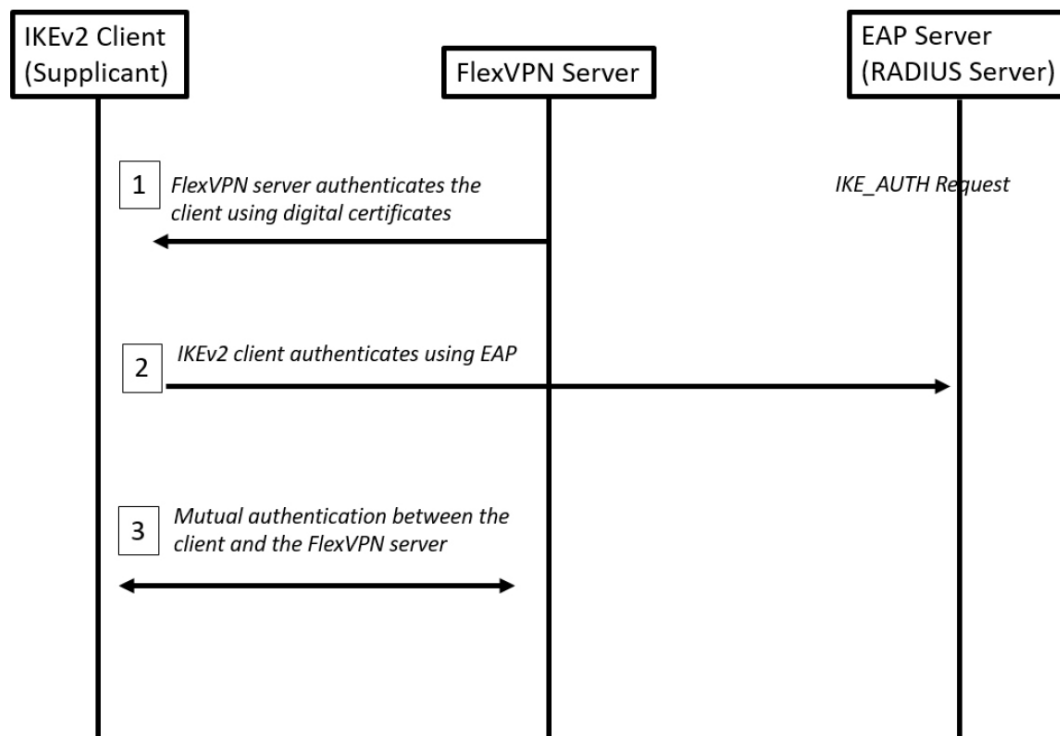 IKEv2 Client
(Supplicant)
FlexVPN Server
EAP Server
(RADIUS Server)
1
FlexVPN server authenticates the
client using digital certificates
IKE_AUTH Request
2
IKEv2 client authenticates using EAP
3
Mutual authentication between the
client and the FlexVPN server